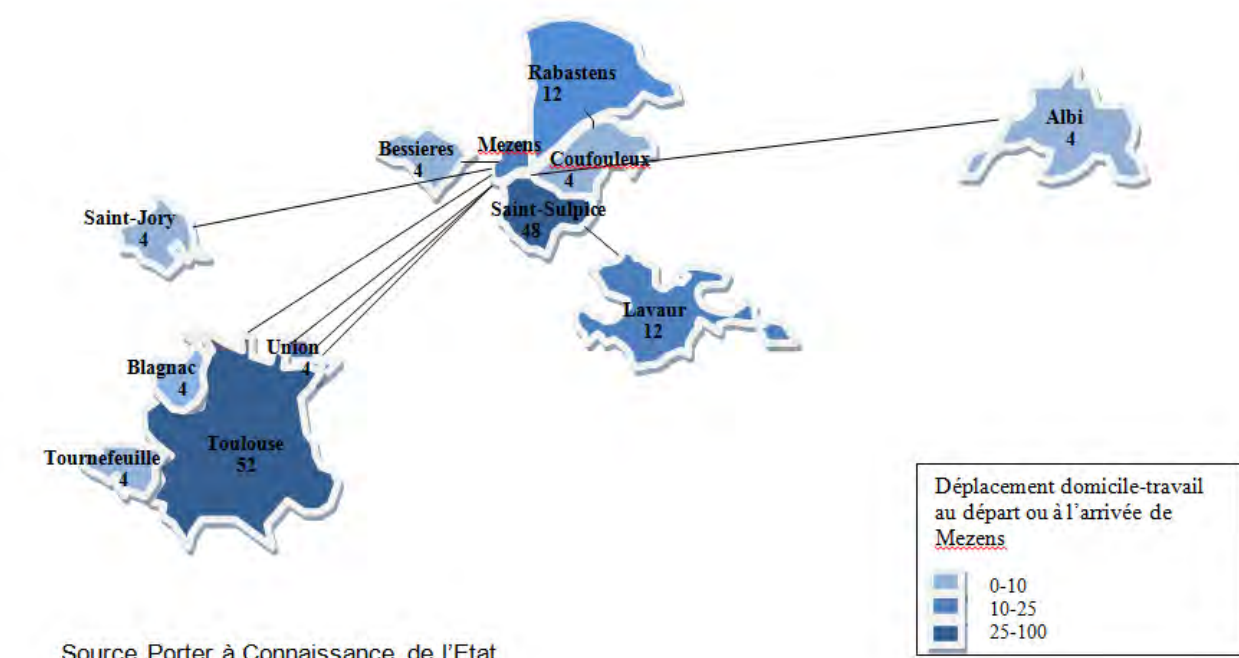 Rabastens
12
Albi
4
Bessieres
4
Mezens
Coufouleux
4
Saint-Jory
4
Saint-Sulpice
48
Lavaur
12
Union
4
Blagnac
4
Toulouse
52
Tournefeuille
4
Déplacement domicile-travail
au départ ou à l'arrivée de
Mezens
0-10
10-25
25-100
Source Porter à Connaissance de l'Etat